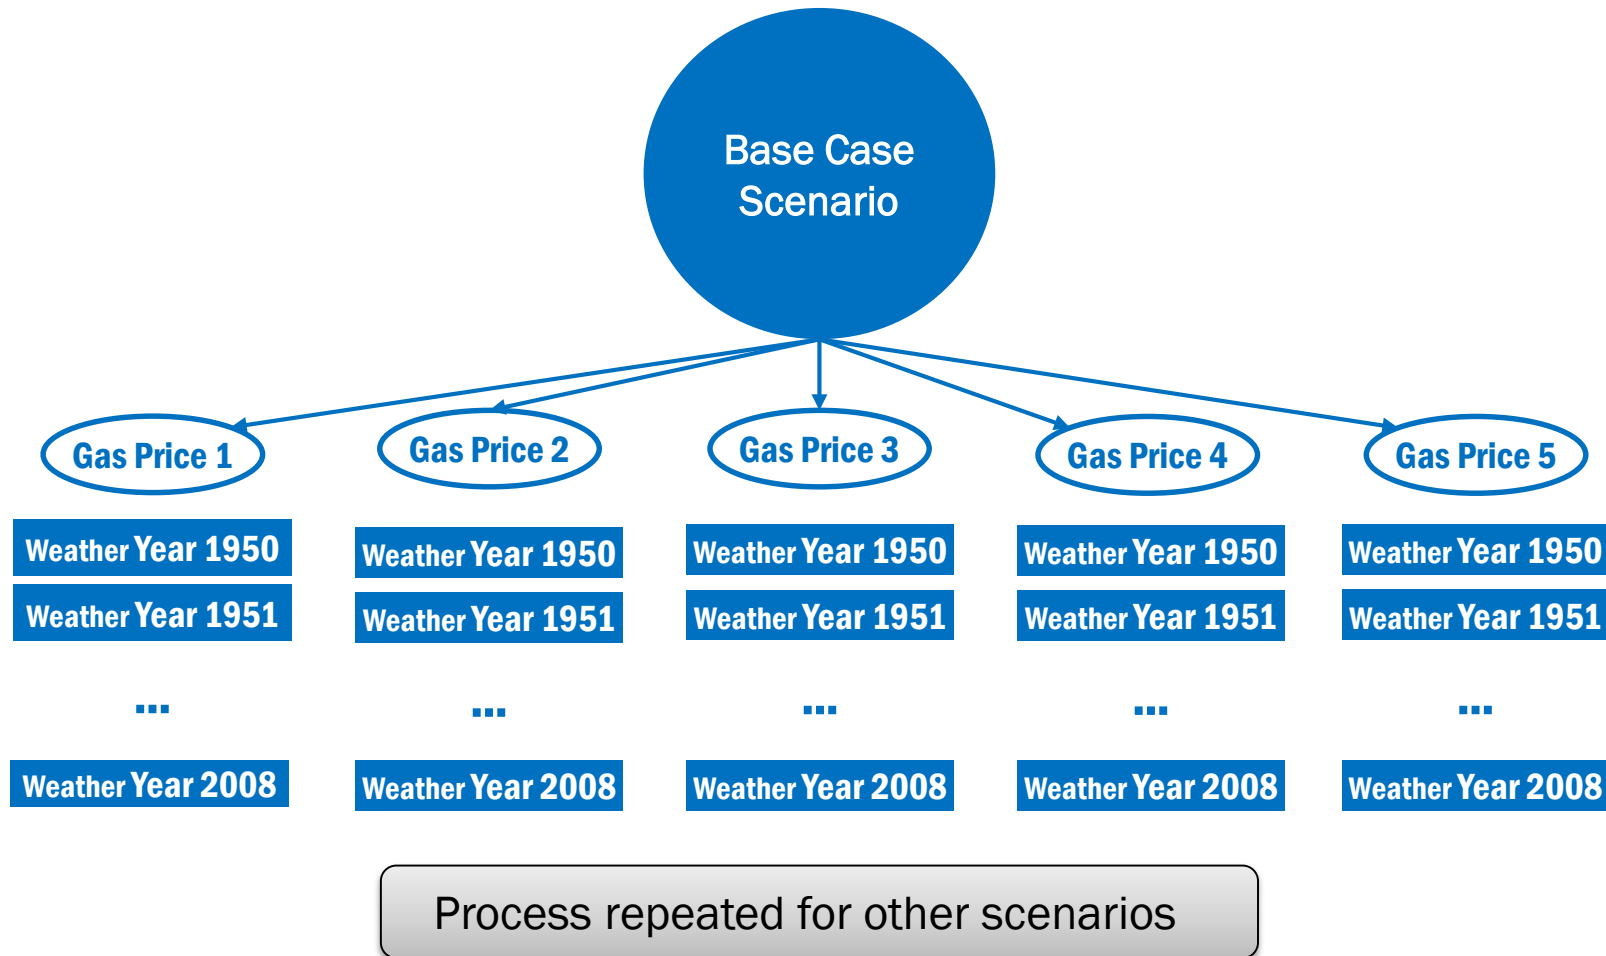 Base Case
Scenario
Gas Price 1
Gas Price 2
Gas Price 3
Gas Price 4
Gas Price 5
Weather Year 1950
Weather Year 1950
Weather Year 1950
Weather Year 1950
Weather Year 1950
Weather Year 1951
Weather Year 1951
Weather Year 1951
Weather Year 1951
Weather Year 1951
...
...
...
...
...
Weather Year 2008
Weather Year 2008
Weather Year 2008
Weather Year 2008
Weather Year 2008
Process repeated for other scenarios